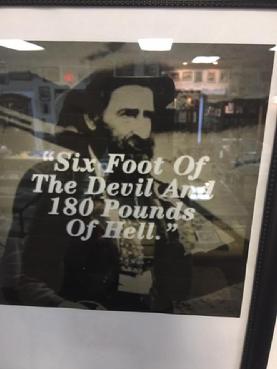 “Six Foot Of
The Devil And
180 Pounds
Of Hell.”